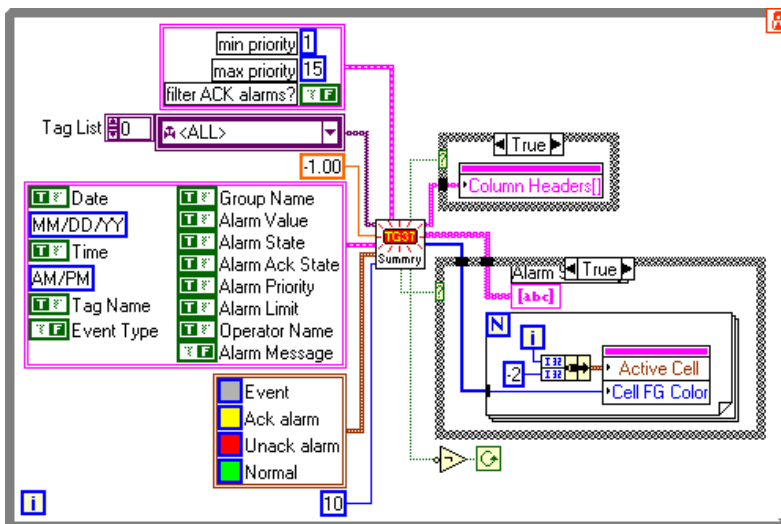 min priority 1
max priority 15
filter ACK alarms? F
Tag List 0 <ALL>
True
-1.00
Column Headers[]
T Date
MM/DD/YY
T Time
AM/PM
T Tag Name
F Event Type
T Group Name
T Alarm Value
T Alarm State
T Alarm Ack State
T Alarm Priority
T Alarm Limit
T Operator Name
F Alarm Message
TG37
Summry
Alarm S
True
[abc]
N
i
I32
I32
-2
Active Cell
Cell FG Color
Event
Ack alarm
Unack alarm
Normal
10
i